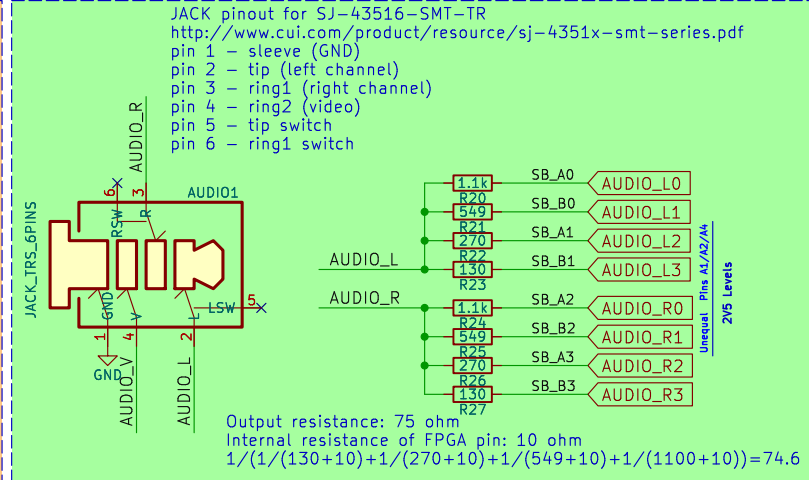 JACK pinout for SJ-43516-SMT-TR
http://www.cui.com/product/resource/sj-4351x-smt-series.pdf
pin 1 – sleeve (GND)
pin 2 – tip (left channel)
pin 3 – ring1 (right channel)
pin 4 – ring2 (video)
pin 5 – tip switch
pin 6 – ring1 switch
AUDIO_R
6
3
AUDIO1
RSW
R
JACK_TRS_6PINS
GND
V
L
LSW
5
1
4
2
GND
AUDIO_V
AUDIO_L
AUDIO_L
AUDIO_R
1.1k
R20
SB_A0
AUDIO_L0
549
R21
SB_B0
AUDIO_L1
270
R22
SB_A1
AUDIO_L2
130
R23
SB_B1
AUDIO_L3
1.1k
R24
SB_A2
AUDIO_R0
549
R25
SB_B2
AUDIO_R1
270
R26
SB_A3
AUDIO_R2
130
R27
SB_B3
AUDIO_R3
Unequal Pins A1/A2/A4
2V5 Levels
Output resistance: 75 ohm
Internal resistance of FPGA pin: 10 ohm
1/(1/(130+10)+1/(270+10)+1/(549+10)+1/(1100+10))=74.6